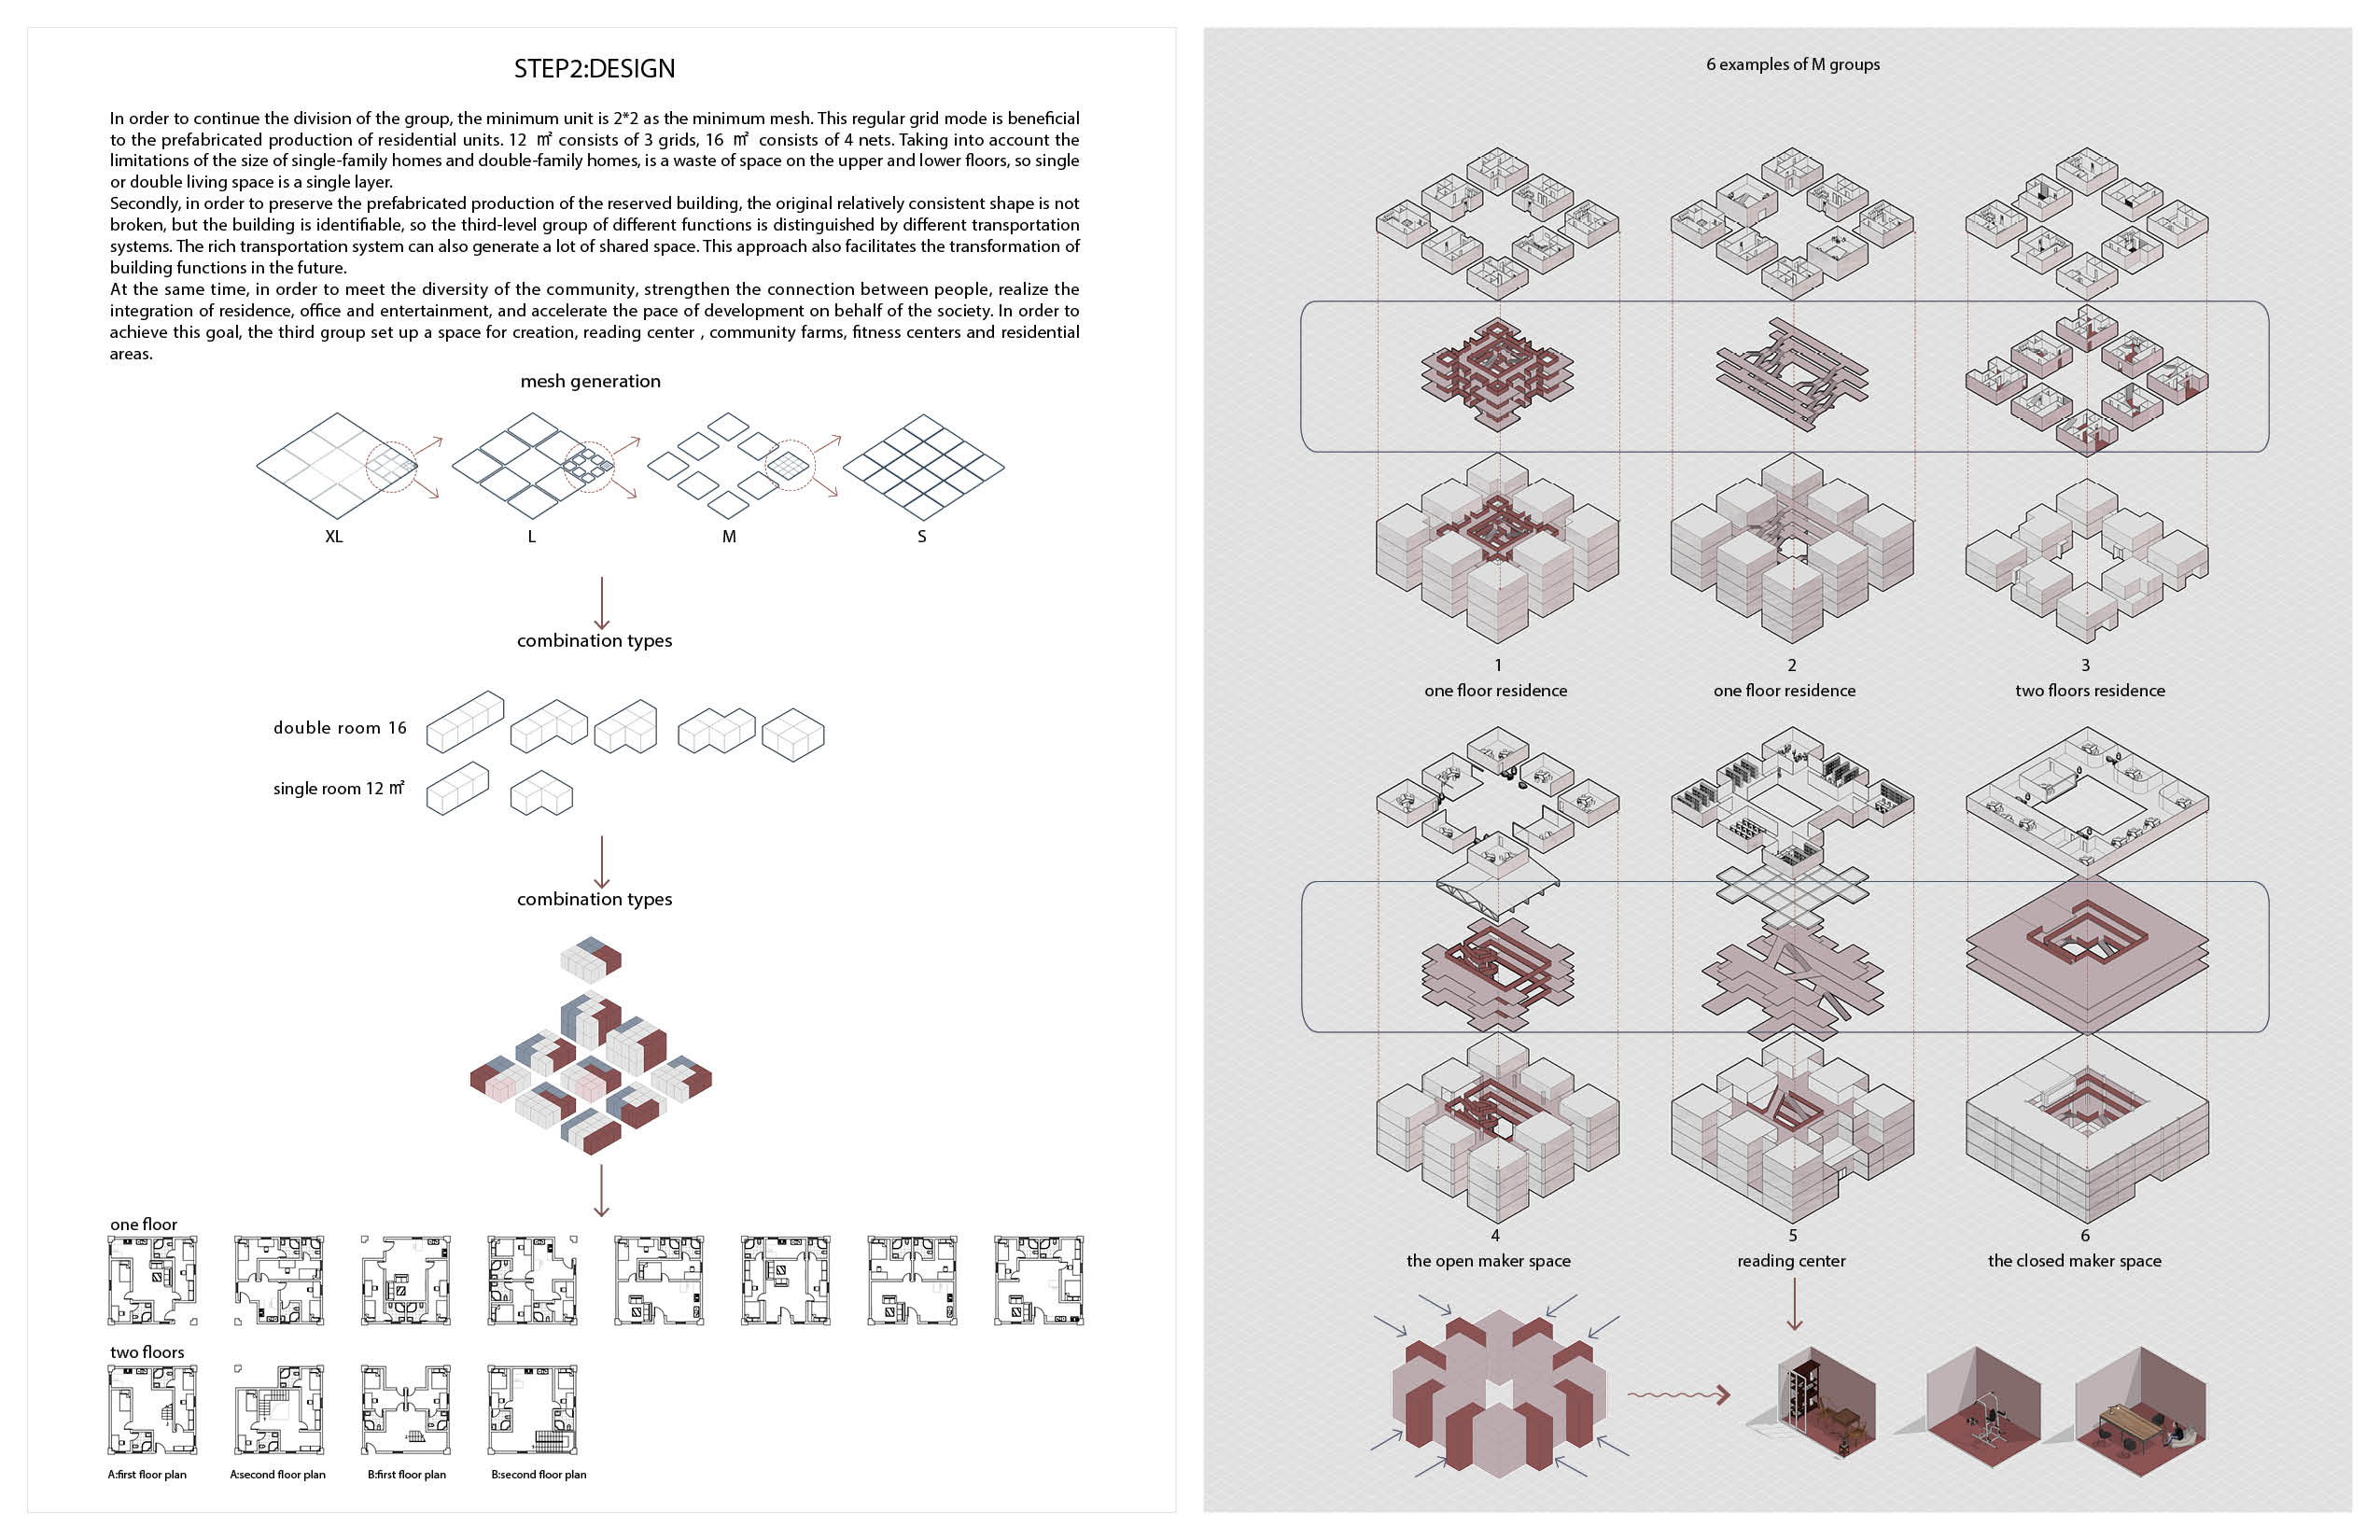 STEP2:DESIGN
In order to continue the division of the group, the minimum unit is 2*2 as the minimum mesh. This regular grid mode is beneficial
to the prefabricated production of residential units. 12 ㎡ consists of 3 grids, 16 ㎡ consists of 4 nets. Taking into account the
limitations of the size of single-family homes and double-family homes, is a waste of space on the upper and lower floors, so single
or double living space is a single layer.
Secondly, in order to preserve the prefabricated production of the reserved building, the original relatively consistent shape is not
broken, but the building is identifiable, so the third-level group of different functions is distinguished by different transportation
systems. The rich transportation system can also generate a lot of shared space. This approach also facilitates the transformation of
building functions in the future.
At the same time, in order to meet the diversity of the community, strengthen the connection between people, realize the
integration of residence, office and entertainment, and accelerate the pace of development on behalf of the society. In order to
achieve this goal, the third group set up a space for creation, reading center , community farms, fitness centers and residential
areas.
mesh generation
XL L M S
combination types
double room 16
single room 12 ㎡
combination types
one floor
two floors
A:first floor plan A:second floor plan B:first floor plan B:second floor plan
6 examples of M groups
1 2 3
one floor residence one floor residence two floors residence
4 5 6
the open maker space reading center the closed maker space